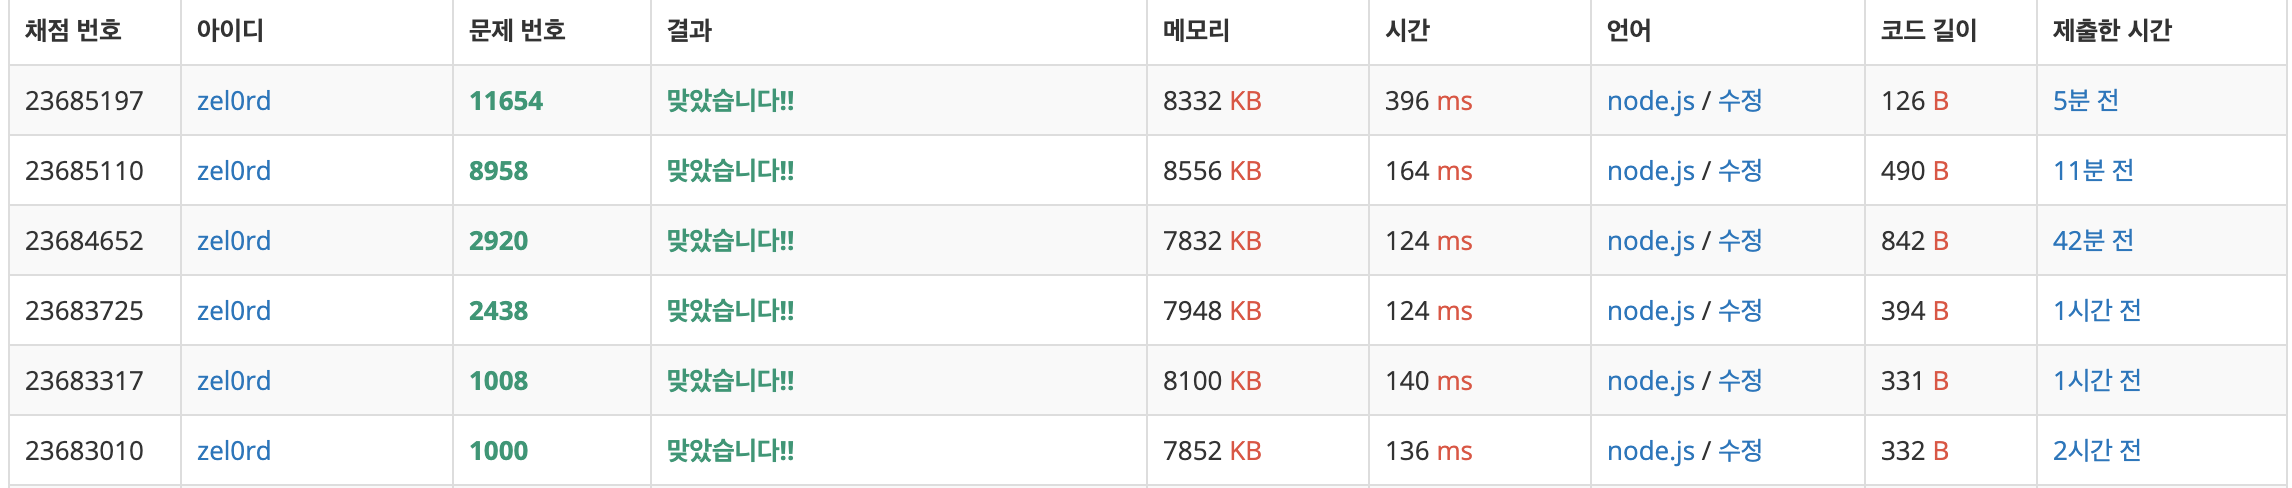 채점 번호 아이디 문제 번호 결과 메모리 시간 언어 코드 길이 제출한 시간
23685197 zel0rd 11654 맞았습니다!! 8332 KB 396 ms node.js / 수정 126 B 5분 전
23685110 zel0rd 8958 맞았습니다!! 8556 KB 164 ms node.js / 수정 490 B 11분 전
23684652 zel0rd 2920 맞았습니다!! 7832 KB 124 ms node.js / 수정 842 B 42분 전
23683725 zel0rd 2438 맞았습니다!! 7948 KB 124 ms node.js / 수정 394 B 1시간 전
23683317 zel0rd 1008 맞았습니다!! 8100 KB 140 ms node.js / 수정 331 B 1시간 전
23683010 zel0rd 1000 맞았습니다!! 7852 KB 136 ms node.js / 수정 332 B 2시간 전